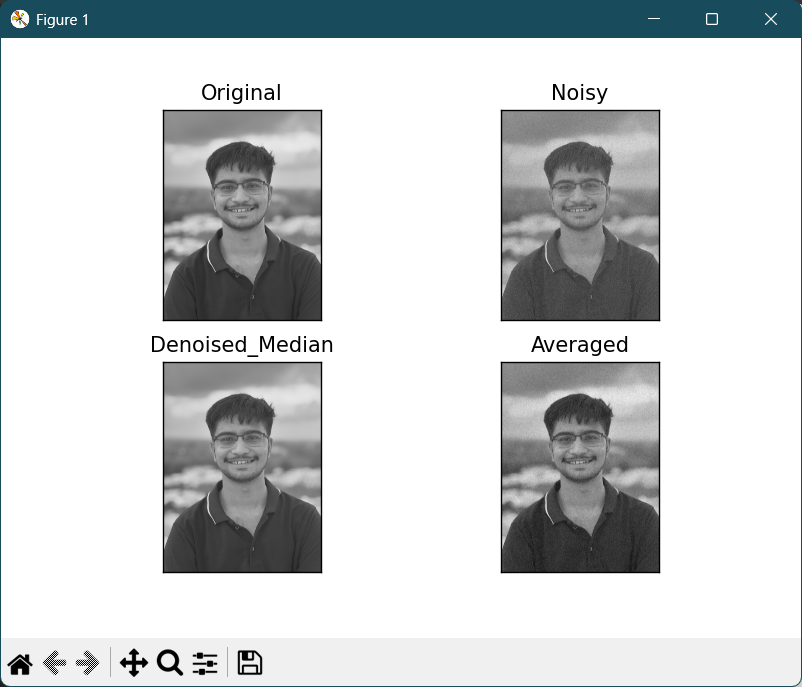 Figure 1
Original
Noisy
Denoised_Median
Averaged